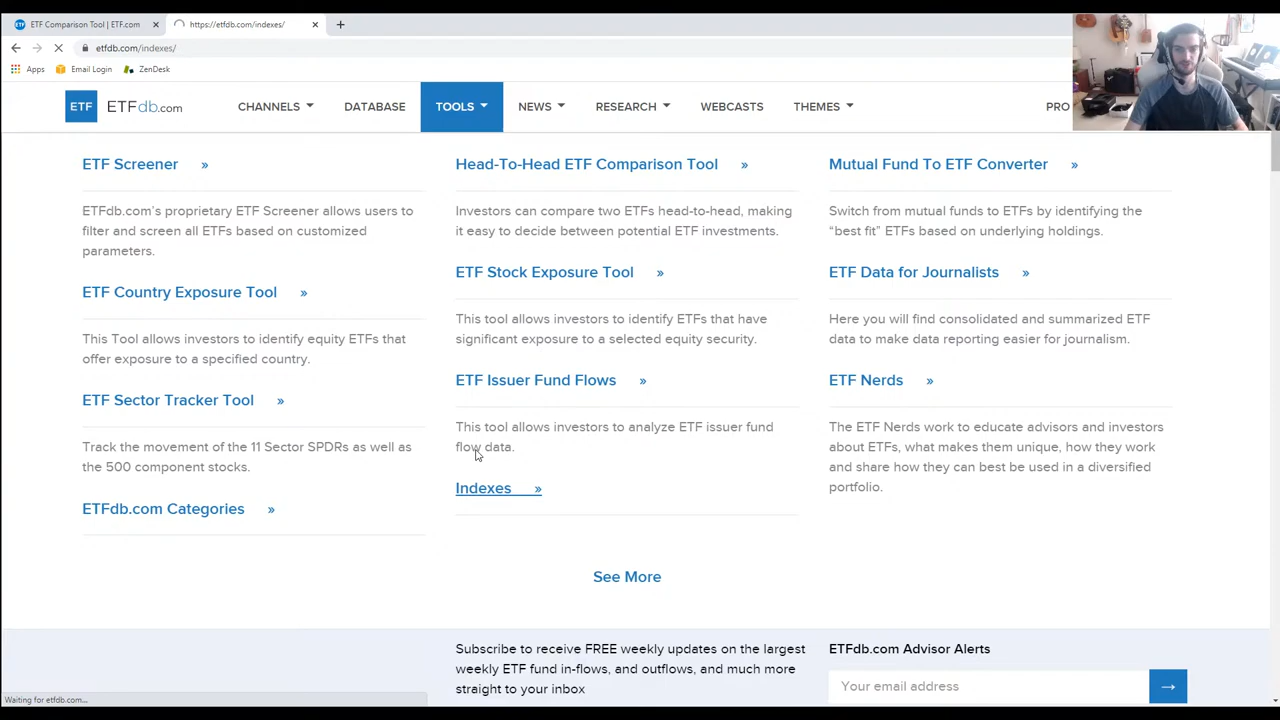 ETF Comparison Tool | ETF.com
https://etfdb.com/indexes/
etfdb.com/indexes/
Apps
Email Login
ZenDesk
ETF
ETFdb.com
CHANNELS
DATABASE
TOOLS
NEWS
RESEARCH
WEBCASTS
THEMES
PRO
ETF Screener »
ETFdb.com's proprietary ETF Screener allows users to
filter and screen all ETFs based on customized
parameters.
ETF Country Exposure Tool »
This Tool allows investors to identify equity ETFs that
offer exposure to a specified country.
ETF Sector Tracker Tool »
Track the movement of the 11 Sector SPDRs as well as
the 500 component stocks.
ETFdb.com Categories »
Head-To-Head ETF Comparison Tool »
Investors can compare two ETFs head-to-head, making
it easy to decide between potential ETF investments.
ETF Stock Exposure Tool »
This tool allows investors to identify ETFs that have
significant exposure to a selected equity security.
ETF Issuer Fund Flows »
This tool allows investors to analyze ETF issuer fund
flow data.
Indexes »
Mutual Fund To ETF Converter »
Switch from mutual funds to ETFs by identifying the
“best fit” ETFs based on underlying holdings.
ETF Data for Journalists »
Here you will find consolidated and summarized ETF
data to make data reporting easier for journalism.
ETF Nerds »
The ETF Nerds work to educate advisors and investors
about ETFs, what makes them unique, how they work
and share how they can best be used in a diversified
portfolio.
See More
Subscribe to receive FREE weekly updates on the largest
weekly ETF fund in-flows, and outflows, and much more
straight to your inbox
ETFdb.com Advisor Alerts
Your email address
→
Waiting for etfdb.com...